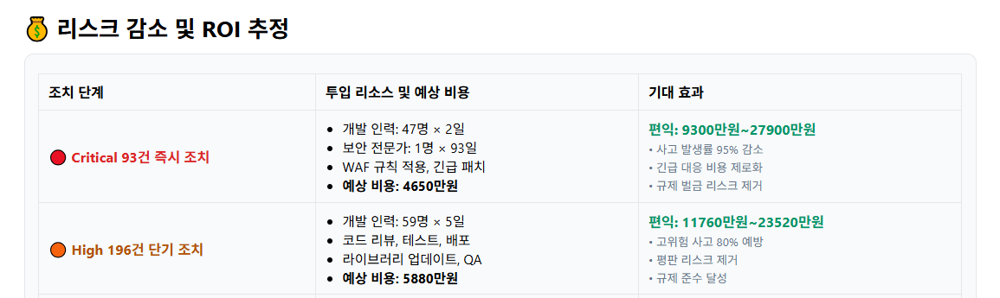 리스크 감소 및 ROI 추정
조치 단계
투입 리소스 및 예상 비용
기대 효과
Critical 93건 즉시 조치
• 개발 인력: 47명 × 2일
• 보안 전문가: 1명 × 93일
• WAF 규칙 적용, 긴급 패치
• 예상 비용: 4650만원
편익: 9300만원~27900만원
• 사고 발생률 95% 감소
• 긴급 대응 비용 제로화
• 규제 벌금 리스크 제거
High 196건 단기 조치
• 개발 인력: 59명 × 5일
• 코드 리뷰, 테스트, 배포
• 라이브러리 업데이트, QA
• 예상 비용: 5880만원
편익: 11760만원~23520만원
• 고위험 사고 80% 예방
• 평판 리스크 제거
• 규제 준수 달성